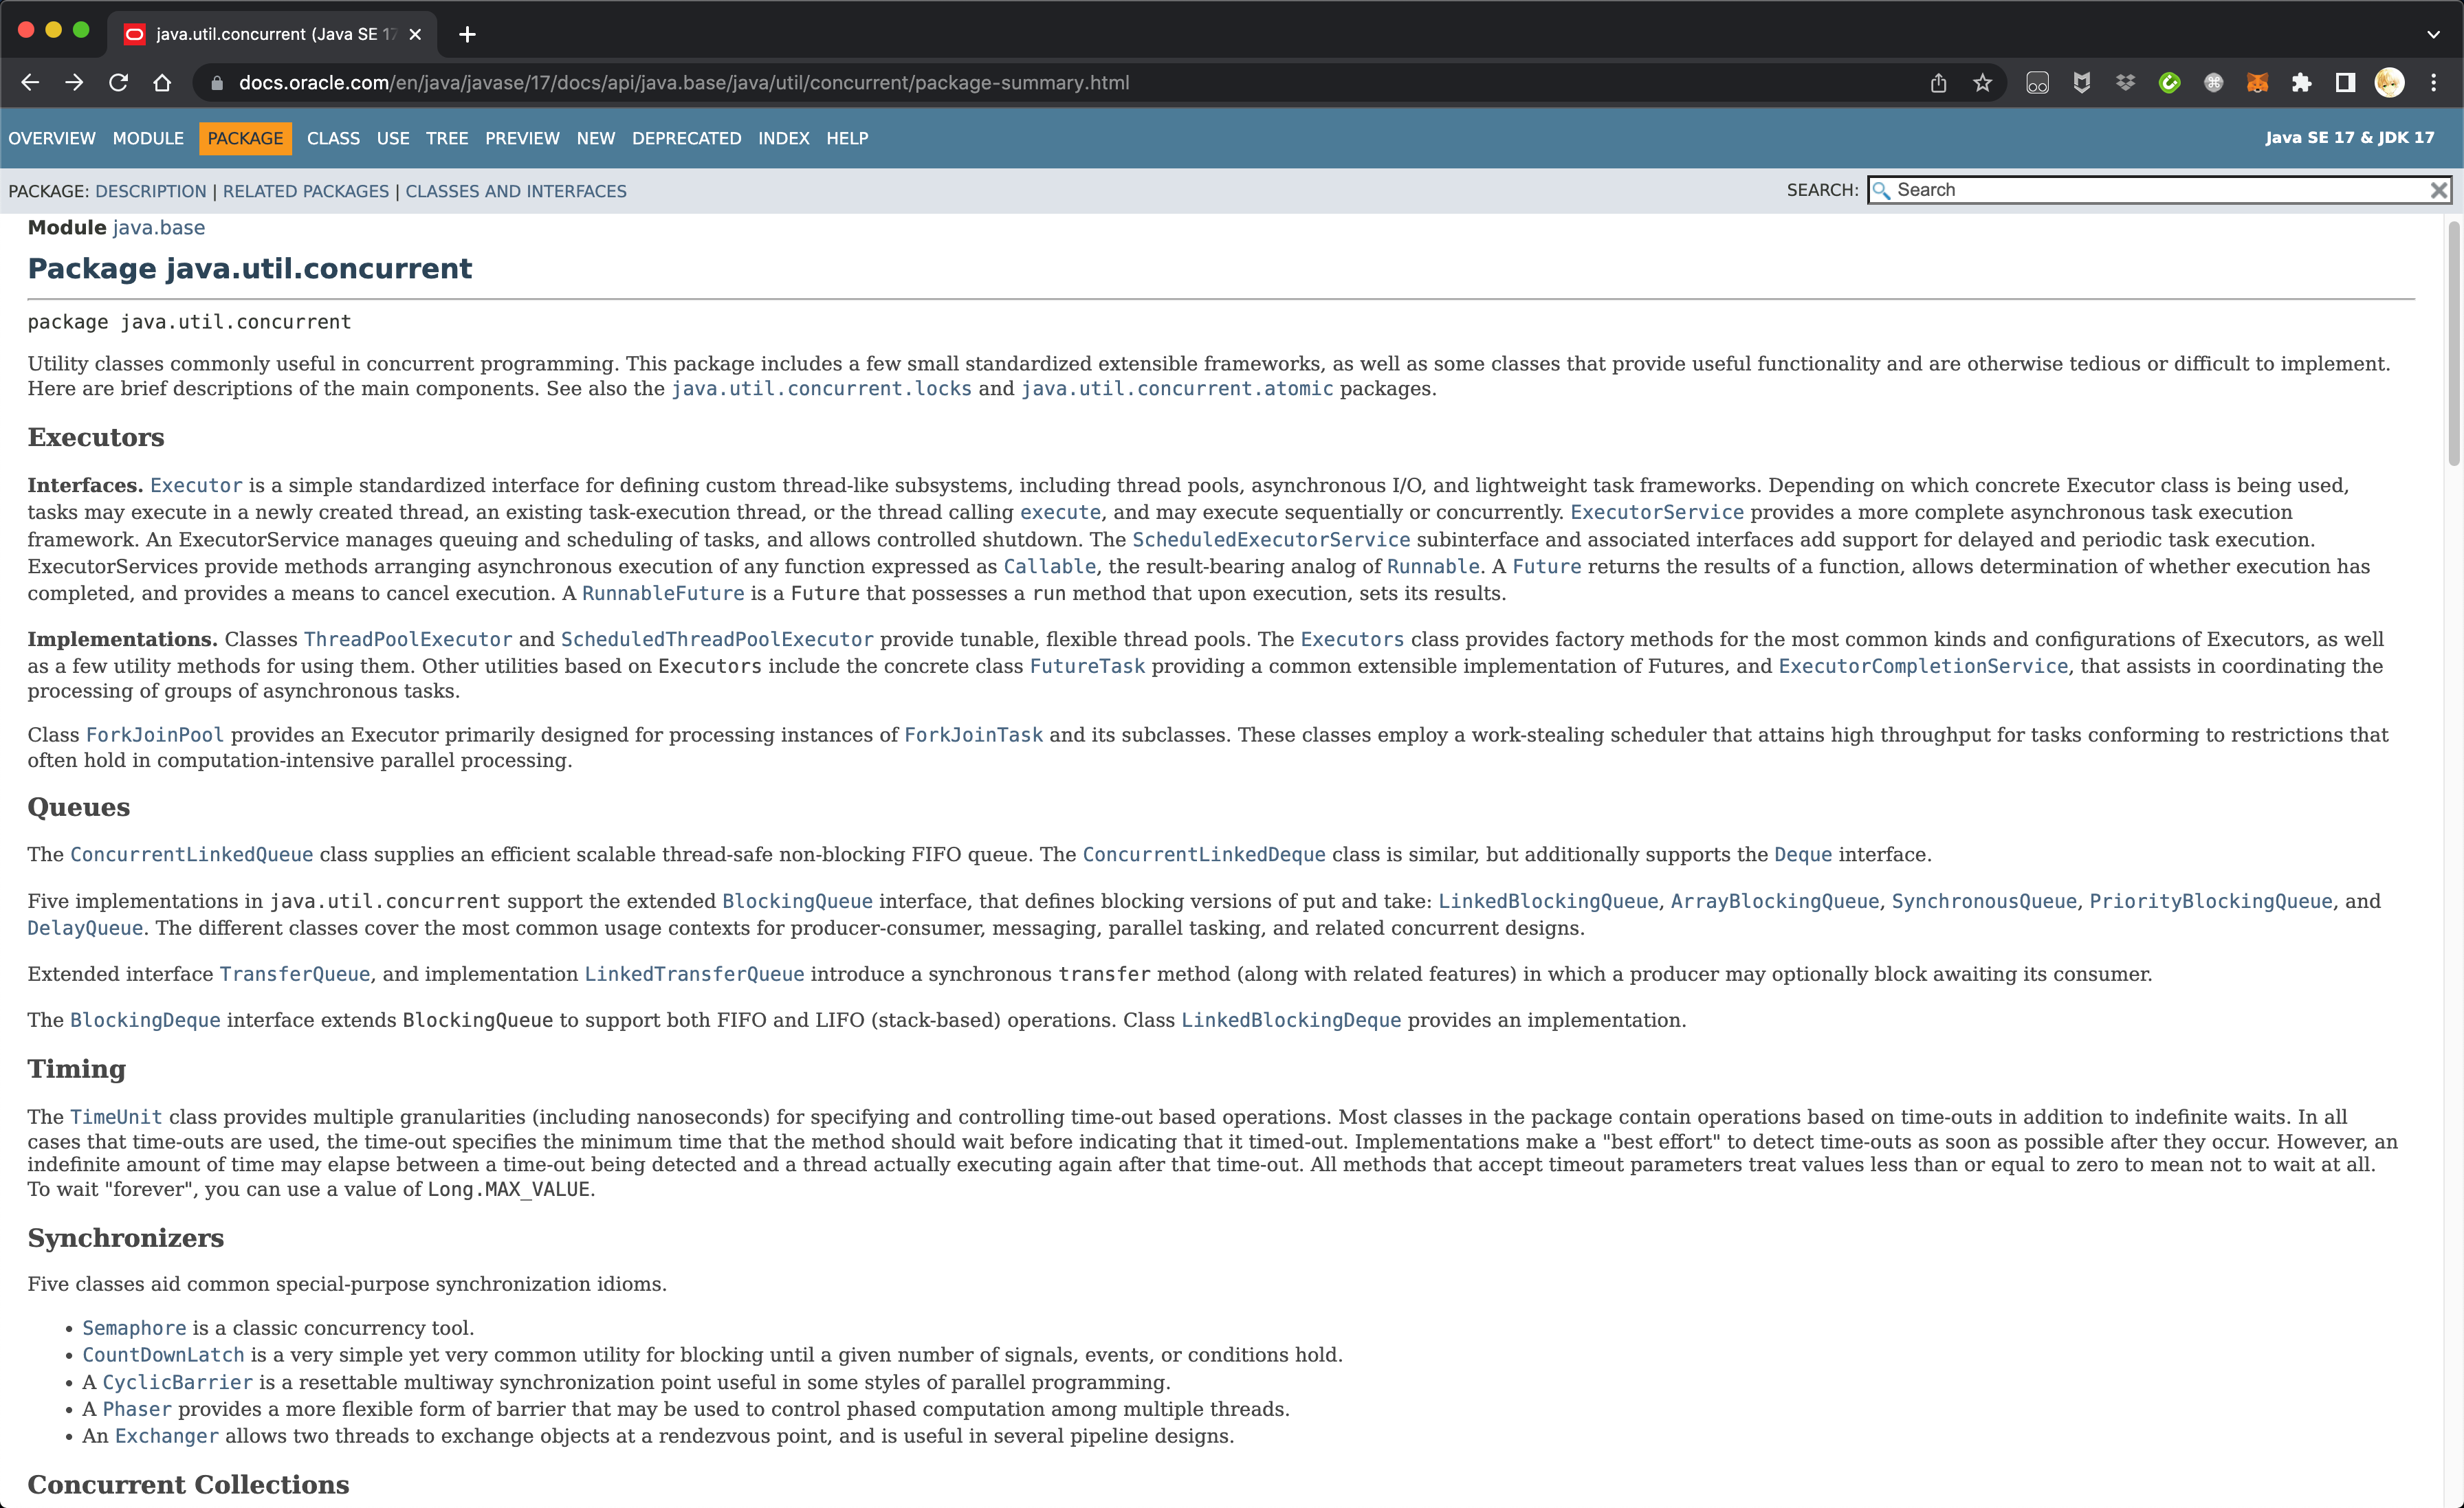 java.util.concurrent (Java SE 17
docs.oracle.com/en/java/javase/17/docs/api/java.base/java/util/concurrent/package-summary.html
OVERVIEW MODULE PACKAGE CLASS USE TREE PREVIEW NEW DEPRECATED INDEX HELP
Java SE 17 & JDK 17
PACKAGE: DESCRIPTION | RELATED PACKAGES | CLASSES AND INTERFACES
SEARCH: Search
Module java.base
Package java.util.concurrent
package java.util.concurrent
Utility classes commonly useful in concurrent programming. This package includes a few small standardized extensible frameworks, as well as some classes that provide useful functionality and are otherwise tedious or difficult to implement.
Here are brief descriptions of the main components. See also the java.util.concurrent.locks and java.util.concurrent.atomic packages.
Executors
Interfaces. Executor is a simple standardized interface for defining custom thread-like subsystems, including thread pools, asynchronous I/O, and lightweight task frameworks. Depending on which concrete Executor class is being used,
tasks may execute in a newly created thread, an existing task-execution thread, or the thread calling execute, and may execute sequentially or concurrently. ExecutorService provides a more complete asynchronous task execution
framework. An ExecutorService manages queuing and scheduling of tasks, and allows controlled shutdown. The ScheduledExecutorService subinterface and associated interfaces add support for delayed and periodic task execution.
ExecutorServices provide methods arranging asynchronous execution of any function expressed as Callable, the result-bearing analog of Runnable. A Future returns the results of a function, allows determination of whether execution has
completed, and provides a means to cancel execution. A RunnableFuture is a Future that possesses a run method that upon execution, sets its results.
Implementations. Classes ThreadPoolExecutor and ScheduledThreadPoolExecutor provide tunable, flexible thread pools. The Executors class provides factory methods for the most common kinds and configurations of Executors, as well
as a few utility methods for using them. Other utilities based on Executors include the concrete class FutureTask providing a common extensible implementation of Futures, and ExecutorCompletionService, that assists in coordinating the
processing of groups of asynchronous tasks.
Class ForkJoinPool provides an Executor primarily designed for processing instances of ForkJoinTask and its subclasses. These classes employ a work-stealing scheduler that attains high throughput for tasks conforming to restrictions that
often hold in computation-intensive parallel processing.
Queues
The ConcurrentLinkedQueue class supplies an efficient scalable thread-safe non-blocking FIFO queue. The ConcurrentLinkedDeque class is similar, but additionally supports the Deque interface.
Five implementations in java.util.concurrent support the extended BlockingQueue interface, that defines blocking versions of put and take: LinkedBlockingQueue, ArrayBlockingQueue, SynchronousQueue, PriorityBlockingQueue, and
DelayQueue. The different classes cover the most common usage contexts for producer-consumer, messaging, parallel tasking, and related concurrent designs.
Extended interface TransferQueue, and implementation LinkedTransferQueue introduce a synchronous transfer method (along with related features) in which a producer may optionally block awaiting its consumer.
The BlockingDeque interface extends BlockingQueue to support both FIFO and LIFO (stack-based) operations. Class LinkedBlockingDeque provides an implementation.
Timing
The TimeUnit class provides multiple granularities (including nanoseconds) for specifying and controlling time-out based operations. Most classes in the package contain operations based on time-outs in addition to indefinite waits. In all
cases that time-outs are used, the time-out specifies the minimum time that the method should wait before indicating that it timed-out. Implementations make a "best effort" to detect time-outs as soon as possible after they occur. However, an
indefinite amount of time may elapse between a time-out being detected and a thread actually executing again after that time-out. All methods that accept timeout parameters treat values less than or equal to zero to mean not to wait at all.
To wait "forever", you can use a value of Long.MAX_VALUE.
Synchronizers
Five classes aid common special-purpose synchronization idioms.
• Semaphore is a classic concurrency tool.
• CountDownLatch is a very simple yet very common utility for blocking until a given number of signals, events, or conditions hold.
• A CyclicBarrier is a resettable multiway synchronization point useful in some styles of parallel programming.
• A Phaser provides a more flexible form of barrier that may be used to control phased computation among multiple threads.
• An Exchanger allows two threads to exchange objects at a rendezvous point, and is useful in several pipeline designs.
Concurrent Collections